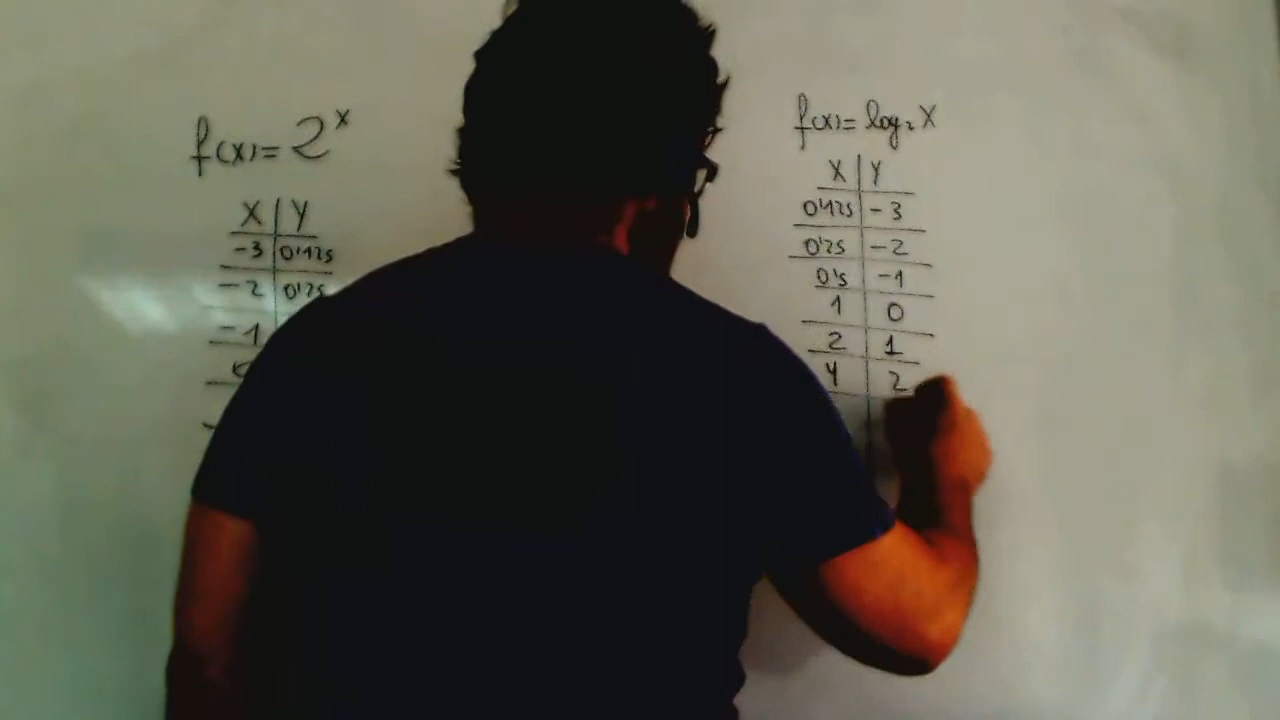 f(x)= 2^x
X | Y
-3 | 0'125
-2 | 0'25
-1
f(x)= log₂ X
X | Y
0'125 | -3
0'25 | -2
0'5 | -1
1 | 0
2 | 1
4 | 2